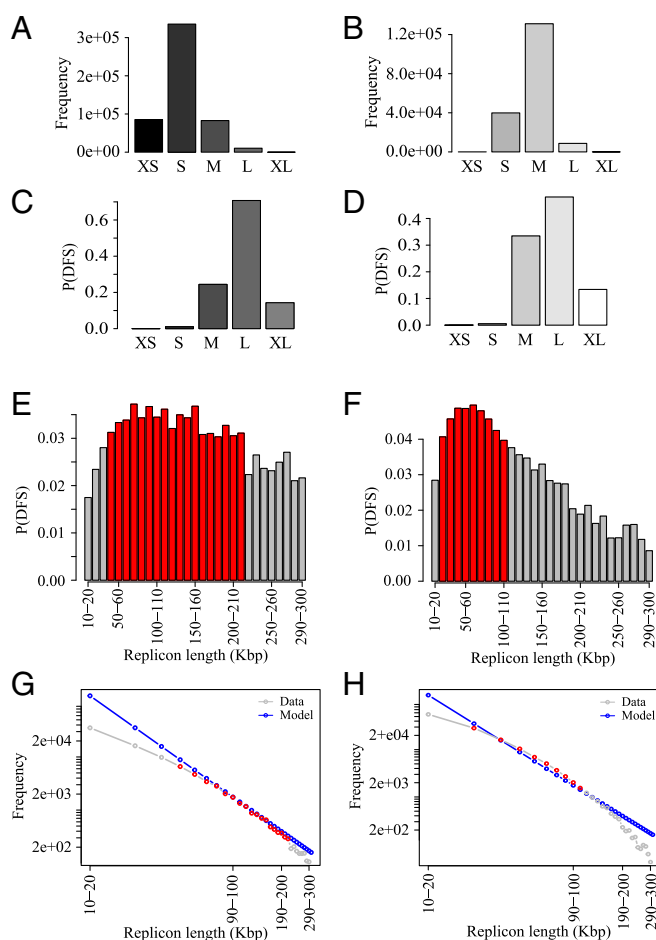 A
Frequency
3e+05
2e+05
1e+05
0e+00
XS S M L XL
B
Frequency
1.2e+05
8.0e+04
4.0e+04
0.0e+00
XS S M L XL
C
P(DFS)
0.6
0.4
0.2
0.0
XS S M L XL
D
P(DFS)
0.4
0.3
0.2
0.1
0.0
XS S M L XL
E
P(DFS)
0.03
0.02
0.01
0.00
10−20 50−60 100−110 150−160 200−210 250−260 290−300
Replicon length (Kbp)
F
P(DFS)
0.04
0.03
0.02
0.01
0.00
10−20 50−60 100−110 150−160 200−210 250−260 290−300
Replicon length (Kbp)
G
Data
Model
Frequency
2e+04
2e+03
2e+02
10−20 90−100 190−200 290−300
Replicon length (Kbp)
H
Data
Model
Frequency
2+e04
2e+03
2e+02
10−20 90−100 190−200 290−300
Replicon length (Kbp)